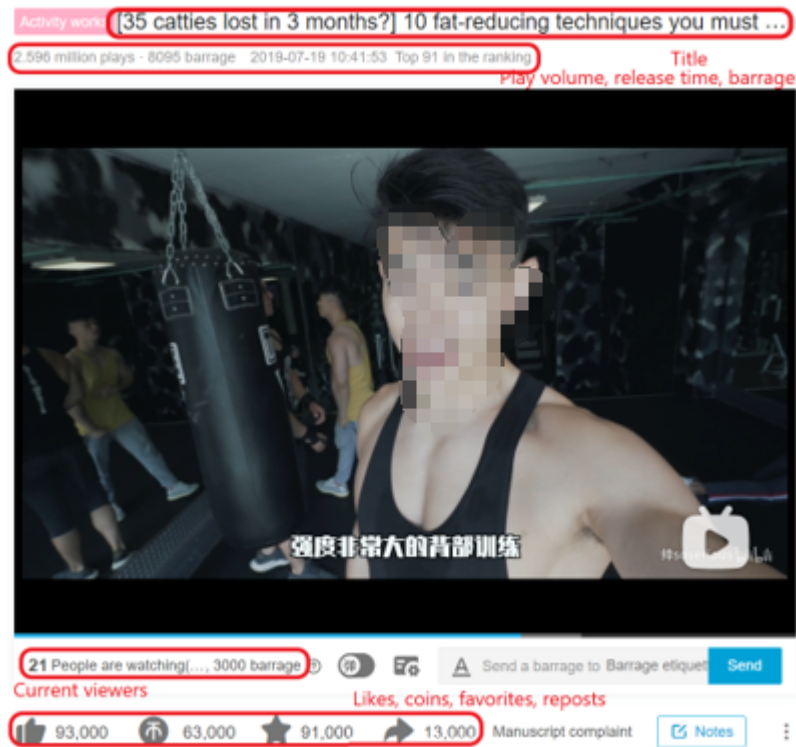 Activity works [35 catties lost in 3 months?] 10 fat-reducing techniques you must ...
2.596 million plays · 8095 barrage 2019-07-19 10:41:53 Top 91 in the ranking
Title
Play volume, release time, barrage
强度非常大的背部训练
21 People are watching(..., 3000 barrage
弹
A Send a barrage to Barrage etiquet Send
Current viewers
Likes, coins, favorites, reposts
93,000 63,000 91,000 13,000 Manuscript complaint Notes